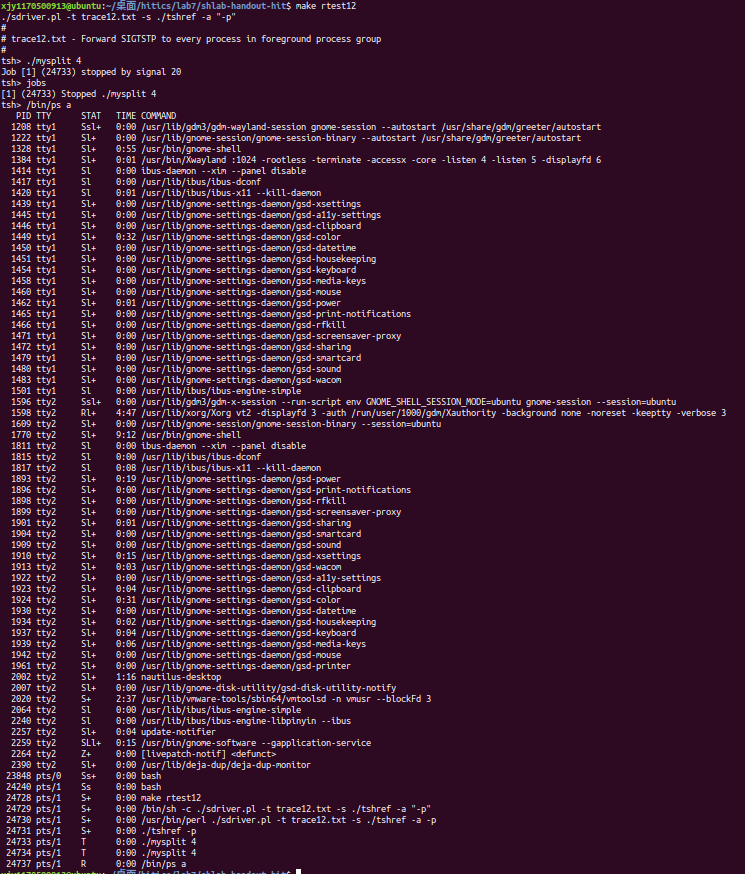 xjy1170500913@ubuntu:~/桌面/hitics/lab7/shlab-handout-hit$ make rtest12
./sdriver.pl -t trace12.txt -s ./tshref -a "-p"
#
# trace12.txt - Forward SIGTSTP to every process in foreground process group
#
tsh> ./mysplit 4
Job [1] (24733) stopped by signal 20
tsh> jobs
[1] (24733) Stopped ./mysplit 4
tsh> /bin/ps a
PID TTY STAT TIME COMMAND
1208 tty1 Ssl+ 0:00 /usr/lib/gdm3/gdm-wayland-session gnome-session --autostart /usr/share/gdm/greeter/autostart
1222 tty1 Sl+ 0:00 /usr/lib/gnome-session/gnome-session-binary --autostart /usr/share/gdm/greeter/autostart
1328 tty1 Sl+ 0:55 /usr/bin/gnome-shell
1384 tty1 Sl+ 0:01 /usr/bin/Xwayland :1024 -rootless -terminate -accessx -core -listen 4 -listen 5 -displayfd 6
1414 tty1 Sl 0:00 ibus-daemon --xim --panel disable
1417 tty1 Sl 0:00 /usr/lib/ibus/ibus-dconf
1420 tty1 Sl 0:01 /usr/lib/ibus/ibus-x11 --kill-daemon
1439 tty1 Sl+ 0:00 /usr/lib/gnome-settings-daemon/gsd-xsettings
1445 tty1 Sl+ 0:00 /usr/lib/gnome-settings-daemon/gsd-a11y-settings
1446 tty1 Sl+ 0:00 /usr/lib/gnome-settings-daemon/gsd-clipboard
1449 tty1 Sl+ 0:32 /usr/lib/gnome-settings-daemon/gsd-color
1450 tty1 Sl+ 0:00 /usr/lib/gnome-settings-daemon/gsd-datetime
1451 tty1 Sl+ 0:00 /usr/lib/gnome-settings-daemon/gsd-housekeeping
1454 tty1 Sl+ 0:00 /usr/lib/gnome-settings-daemon/gsd-keyboard
1458 tty1 Sl+ 0:00 /usr/lib/gnome-settings-daemon/gsd-media-keys
1460 tty1 Sl+ 0:00 /usr/lib/gnome-settings-daemon/gsd-mouse
1462 tty1 Sl+ 0:01 /usr/lib/gnome-settings-daemon/gsd-power
1465 tty1 Sl+ 0:00 /usr/lib/gnome-settings-daemon/gsd-print-notifications
1466 tty1 Sl+ 0:00 /usr/lib/gnome-settings-daemon/gsd-rfkill
1471 tty1 Sl+ 0:00 /usr/lib/gnome-settings-daemon/gsd-screensaver-proxy
1472 tty1 Sl+ 0:00 /usr/lib/gnome-settings-daemon/gsd-sharing
1479 tty1 Sl+ 0:00 /usr/lib/gnome-settings-daemon/gsd-smartcard
1480 tty1 Sl+ 0:00 /usr/lib/gnome-settings-daemon/gsd-sound
1483 tty1 Sl+ 0:00 /usr/lib/gnome-settings-daemon/gsd-wacom
1501 tty1 Sl 0:00 /usr/lib/ibus/ibus-engine-simple
1596 tty2 Ssl+ 0:00 /usr/lib/gdm3/gdm-x-session --run-script env GNOME_SHELL_SESSION_MODE=ubuntu gnome-session --session=ubuntu
1598 tty2 Rl+ 4:47 /usr/lib/xorg/Xorg vt2 -displayfd 3 -auth /run/user/1000/gdm/Xauthority -background none -noreset -keeptty -verbose 3
1609 tty2 Sl+ 0:00 /usr/lib/gnome-session/gnome-session-binary --session=ubuntu
1770 tty2 Sl+ 9:12 /usr/bin/gnome-shell
1811 tty2 Sl 0:00 ibus-daemon --xim --panel disable
1815 tty2 Sl 0:00 /usr/lib/ibus/ibus-dconf
1817 tty2 Sl 0:08 /usr/lib/ibus/ibus-x11 --kill-daemon
1893 tty2 Sl+ 0:19 /usr/lib/gnome-settings-daemon/gsd-power
1896 tty2 Sl+ 0:00 /usr/lib/gnome-settings-daemon/gsd-print-notifications
1898 tty2 Sl+ 0:00 /usr/lib/gnome-settings-daemon/gsd-rfkill
1899 tty2 Sl+ 0:00 /usr/lib/gnome-settings-daemon/gsd-screensaver-proxy
1901 tty2 Sl+ 0:01 /usr/lib/gnome-settings-daemon/gsd-sharing
1904 tty2 Sl+ 0:00 /usr/lib/gnome-settings-daemon/gsd-smartcard
1909 tty2 Sl+ 0:00 /usr/lib/gnome-settings-daemon/gsd-sound
1910 tty2 Sl+ 0:15 /usr/lib/gnome-settings-daemon/gsd-xsettings
1913 tty2 Sl+ 0:03 /usr/lib/gnome-settings-daemon/gsd-wacom
1922 tty2 Sl+ 0:00 /usr/lib/gnome-settings-daemon/gsd-a11y-settings
1923 tty2 Sl+ 0:04 /usr/lib/gnome-settings-daemon/gsd-clipboard
1924 tty2 Sl+ 0:31 /usr/lib/gnome-settings-daemon/gsd-color
1930 tty2 Sl+ 0:00 /usr/lib/gnome-settings-daemon/gsd-datetime
1934 tty2 Sl+ 0:02 /usr/lib/gnome-settings-daemon/gsd-housekeeping
1937 tty2 Sl+ 0:04 /usr/lib/gnome-settings-daemon/gsd-keyboard
1939 tty2 Sl+ 0:06 /usr/lib/gnome-settings-daemon/gsd-media-keys
1942 tty2 Sl+ 0:00 /usr/lib/gnome-settings-daemon/gsd-mouse
1961 tty2 Sl+ 0:00 /usr/lib/gnome-settings-daemon/gsd-printer
2002 tty2 Sl+ 1:16 nautilus-desktop
2007 tty2 Sl+ 0:00 /usr/lib/gnome-disk-utility/gsd-disk-utility-notify
2020 tty2 S+ 2:37 /usr/lib/vmware-tools/sbin64/vmtoolsd -n vmusr --blockFd 3
2064 tty2 Sl 0:00 /usr/lib/ibus/ibus-engine-simple
2240 tty2 Sl 0:00 /usr/lib/ibus/ibus-engine-libpinyin --ibus
2257 tty2 Sl+ 0:04 update-notifier
2259 tty2 SLl+ 0:15 /usr/bin/gnome-software --gapplication-service
2264 tty2 Z+ 0:00 [livepatch-notif] <defunct>
2390 tty2 Sl+ 0:00 /usr/lib/deja-dup/deja-dup-monitor
23848 pts/0 Ss+ 0:00 bash
24240 pts/1 Ss 0:00 bash
24728 pts/1 S+ 0:00 make rtest12
24729 pts/1 S+ 0:00 /bin/sh -c ./sdriver.pl -t trace12.txt -s ./tshref -a "-p"
24730 pts/1 S+ 0:00 /usr/bin/perl ./sdriver.pl -t trace12.txt -s ./tshref -a -p
24731 pts/1 S+ 0:00 ./tshref -p
24733 pts/1 T 0:00 ./mysplit 4
24734 pts/1 T 0:00 ./mysplit 4
24737 pts/1 R 0:00 /bin/ps a
xjy1170500913@ubuntu:~/桌面/hitics/lab7/shlab-handout-hit$